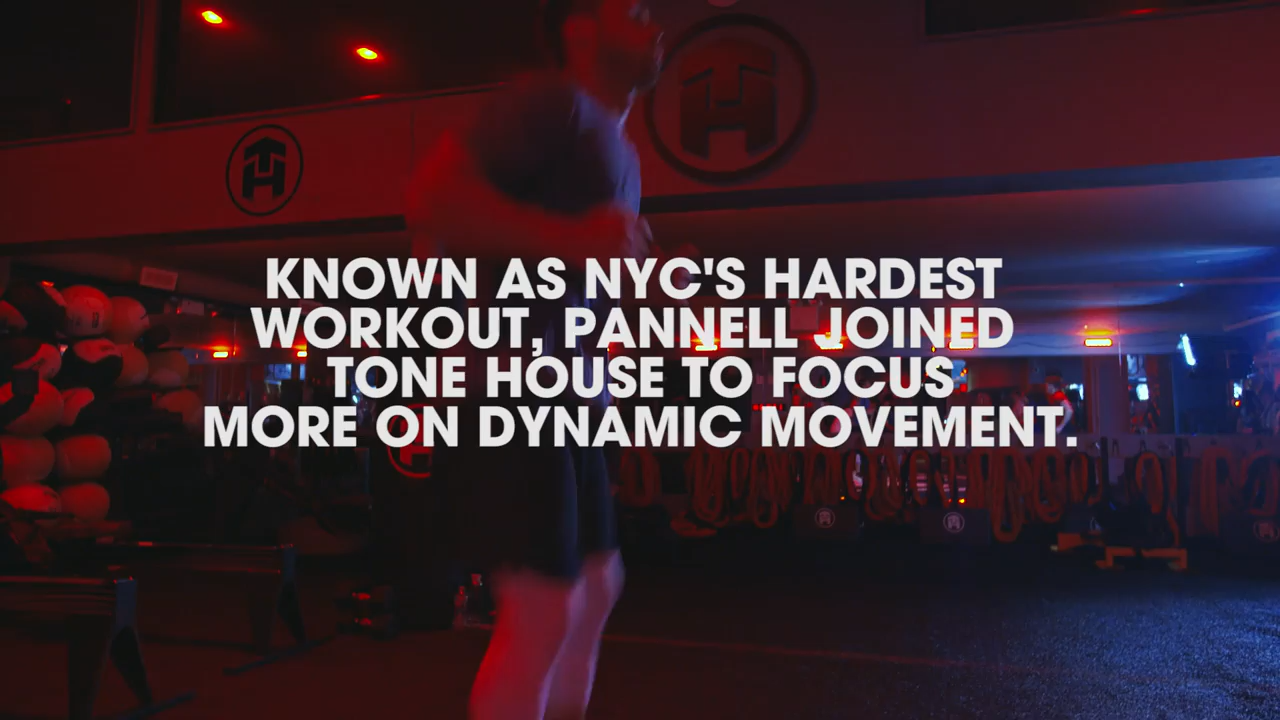 KNOWN AS NYC'S HARDEST
WORKOUT, PANNELL JOINED
TONE HOUSE TO FOCUS
MORE ON DYNAMIC MOVEMENT.